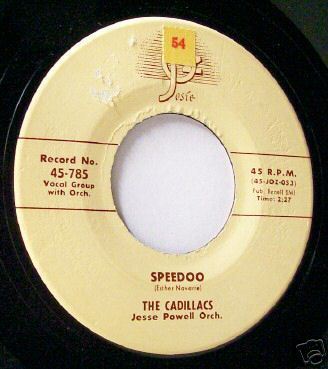 54
Josie
Record No.
45-785
Vocal Group
with Orch.
45 R.P.M.
(45-JOZ-053)
Pub: Benell BMI
Time: 2:27
SPEEDOO
(Esther Navarro)
THE CADILLACS
Jesse Powell Orch.